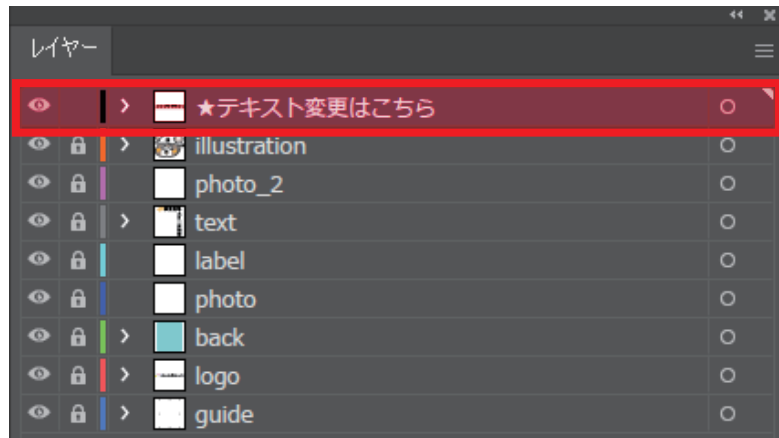 レイヤー
★テキスト変更はこちら
illustration
photo_2
text
label
photo
back
logo
guide